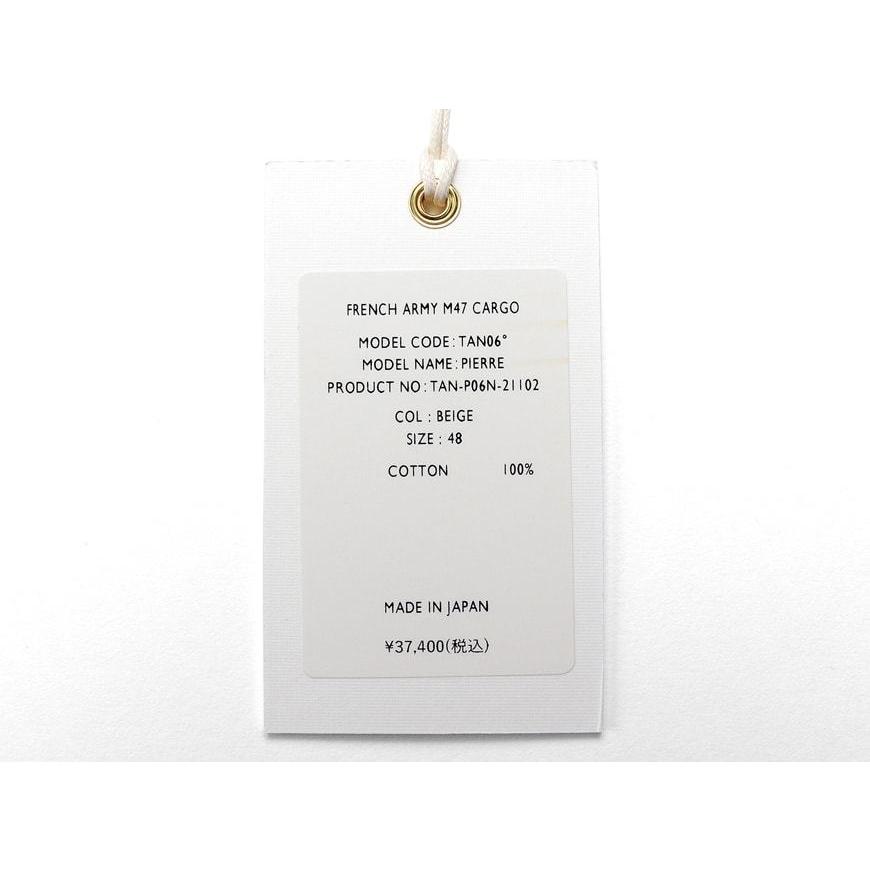 FRENCH ARMY M47 CARGO
MODEL CODE : TAN06°
MODEL NAME : PIERRE
PRODUCT NO : TAN-P06N-21102
COL : BEIGE
SIZE : 48
COTTON 100%
MADE IN JAPAN
¥37,400(税込)